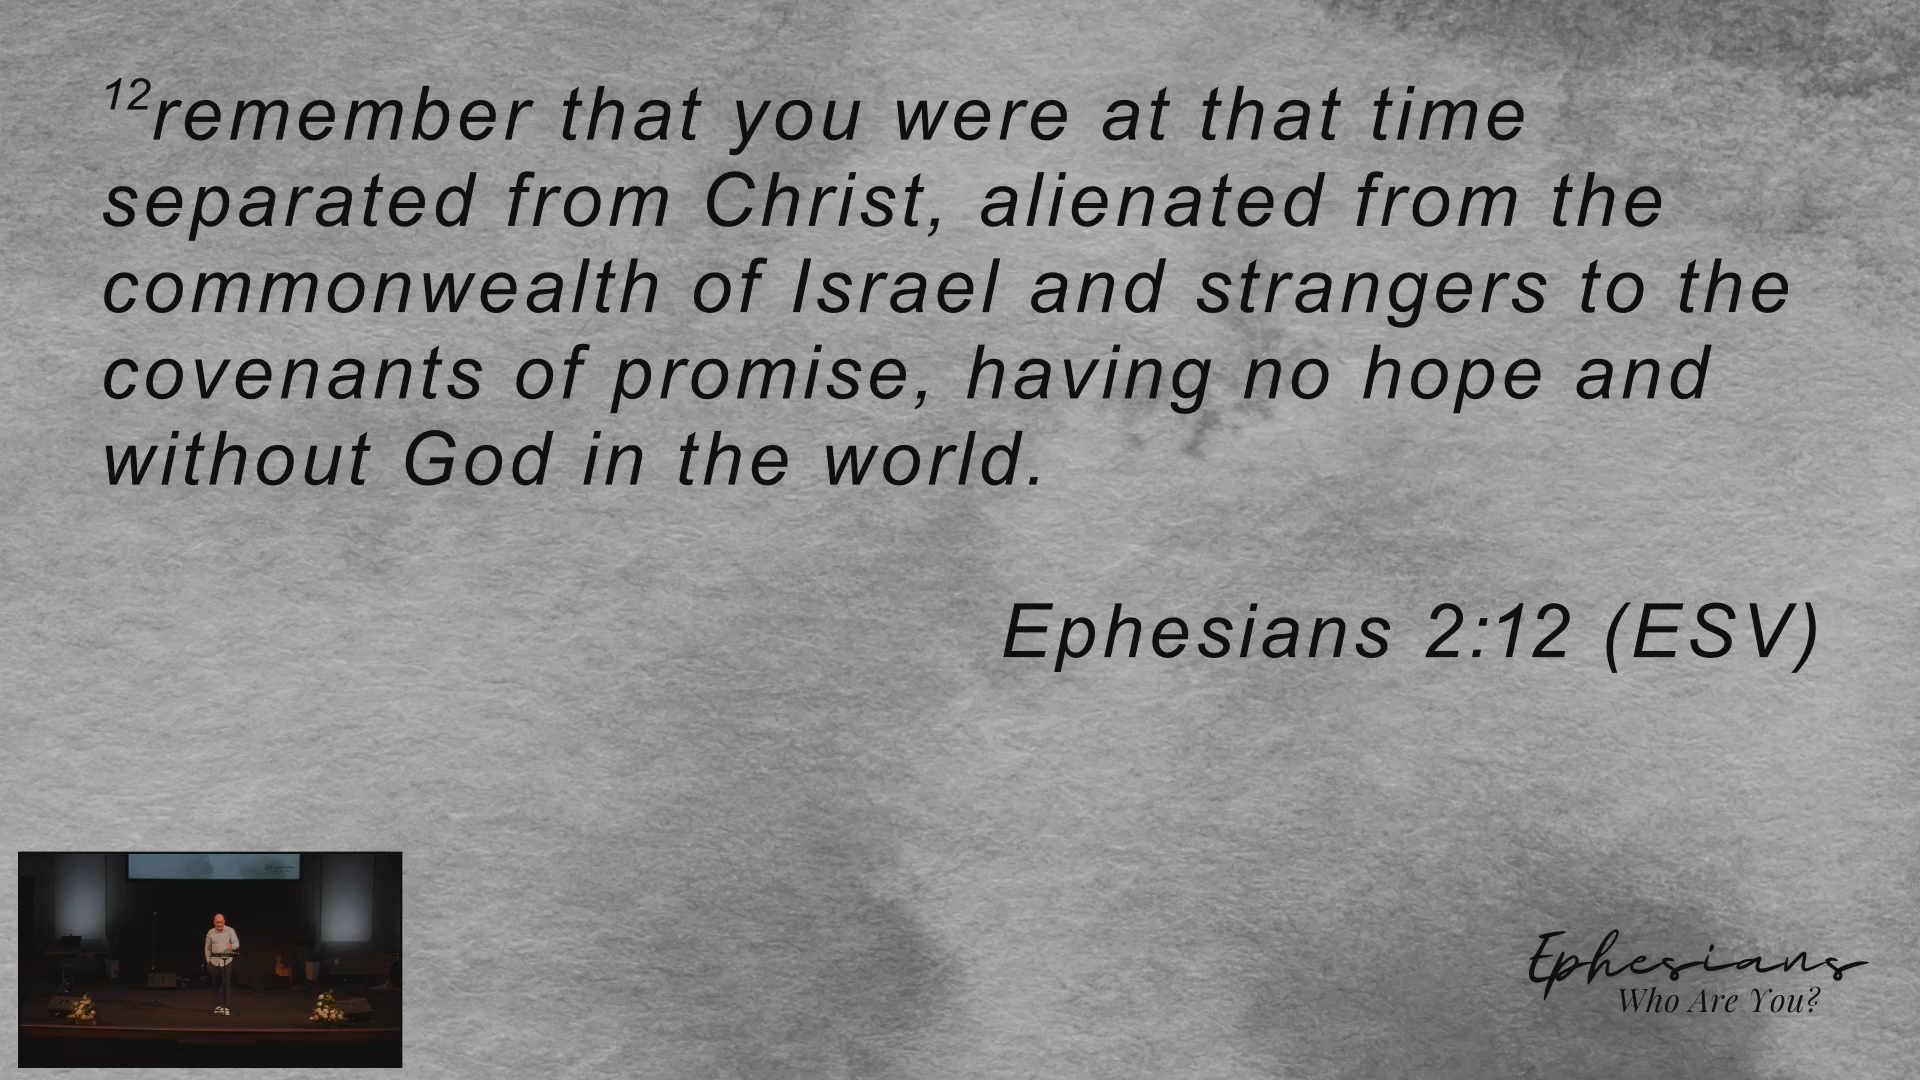 12remember that you were at that time
separated from Christ, alienated from the
commonwealth of Israel and strangers to the
covenants of promise, having no hope and
without God in the world.
Ephesians 2:12 (ESV)
Ephesians
Who Are You?